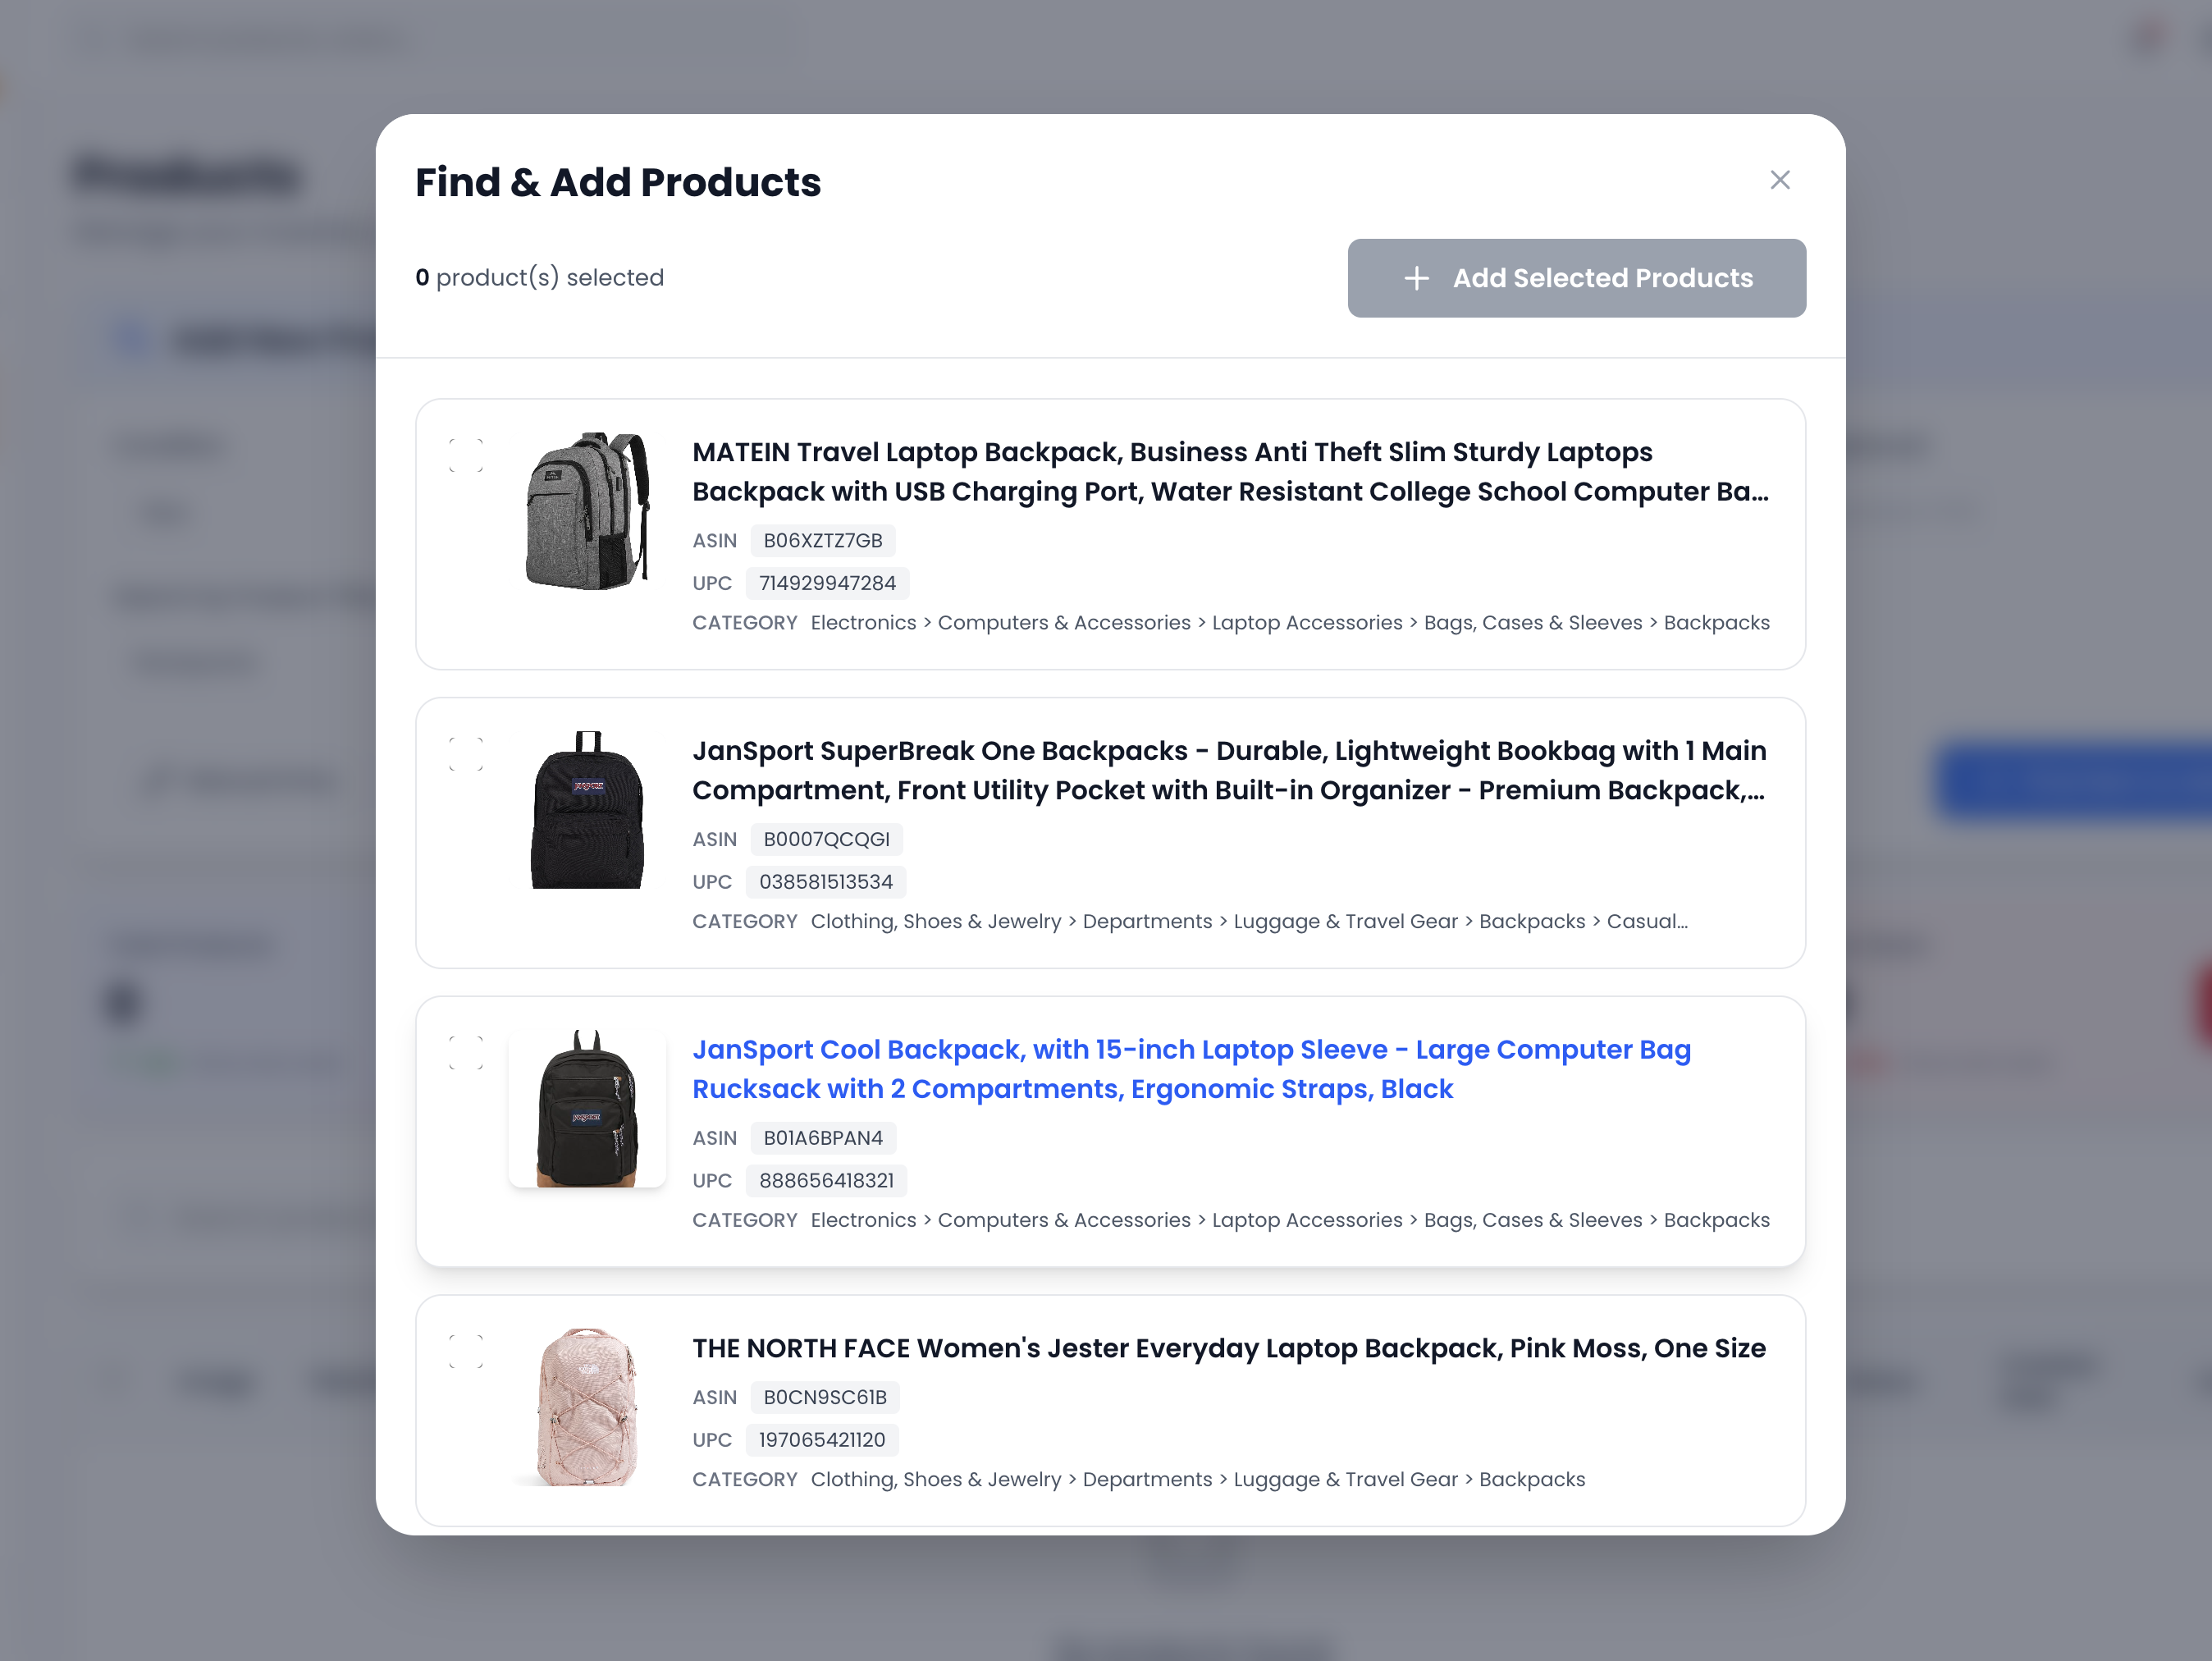 Products
Find & Add Products
0 product(s) selected
Add Selected Products
MATEIN Travel Laptop Backpack, Business Anti Theft Slim Sturdy Laptops
Backpack with USB Charging Port, Water Resistant College School Computer Ba...
ASIN B06XZTZ7GB
UPC 714929947284
CATEGORY Electronics > Computers & Accessories > Laptop Accessories > Bags, Cases & Sleeves > Backpacks
JanSport
JanSport SuperBreak One Backpacks - Durable, Lightweight Bookbag with 1 Main
Compartment, Front Utility Pocket with Built-in Organizer - Premium Backpack,...
ASIN B0007QCQGI
UPC 038581513534
CATEGORY Clothing, Shoes & Jewelry > Departments > Luggage & Travel Gear > Backpacks > Casual...
JanSport
JanSport Cool Backpack, with 15-inch Laptop Sleeve - Large Computer Bag
Rucksack with 2 Compartments, Ergonomic Straps, Black
ASIN B01A6BPAN4
UPC 888656418321
CATEGORY Electronics > Computers & Accessories > Laptop Accessories > Bags, Cases & Sleeves > Backpacks
THE NORTH FACE Women's Jester Everyday Laptop Backpack, Pink Moss, One Size
ASIN B0CN9SC61B
UPC 197065421120
CATEGORY Clothing, Shoes & Jewelry > Departments > Luggage & Travel Gear > Backpacks